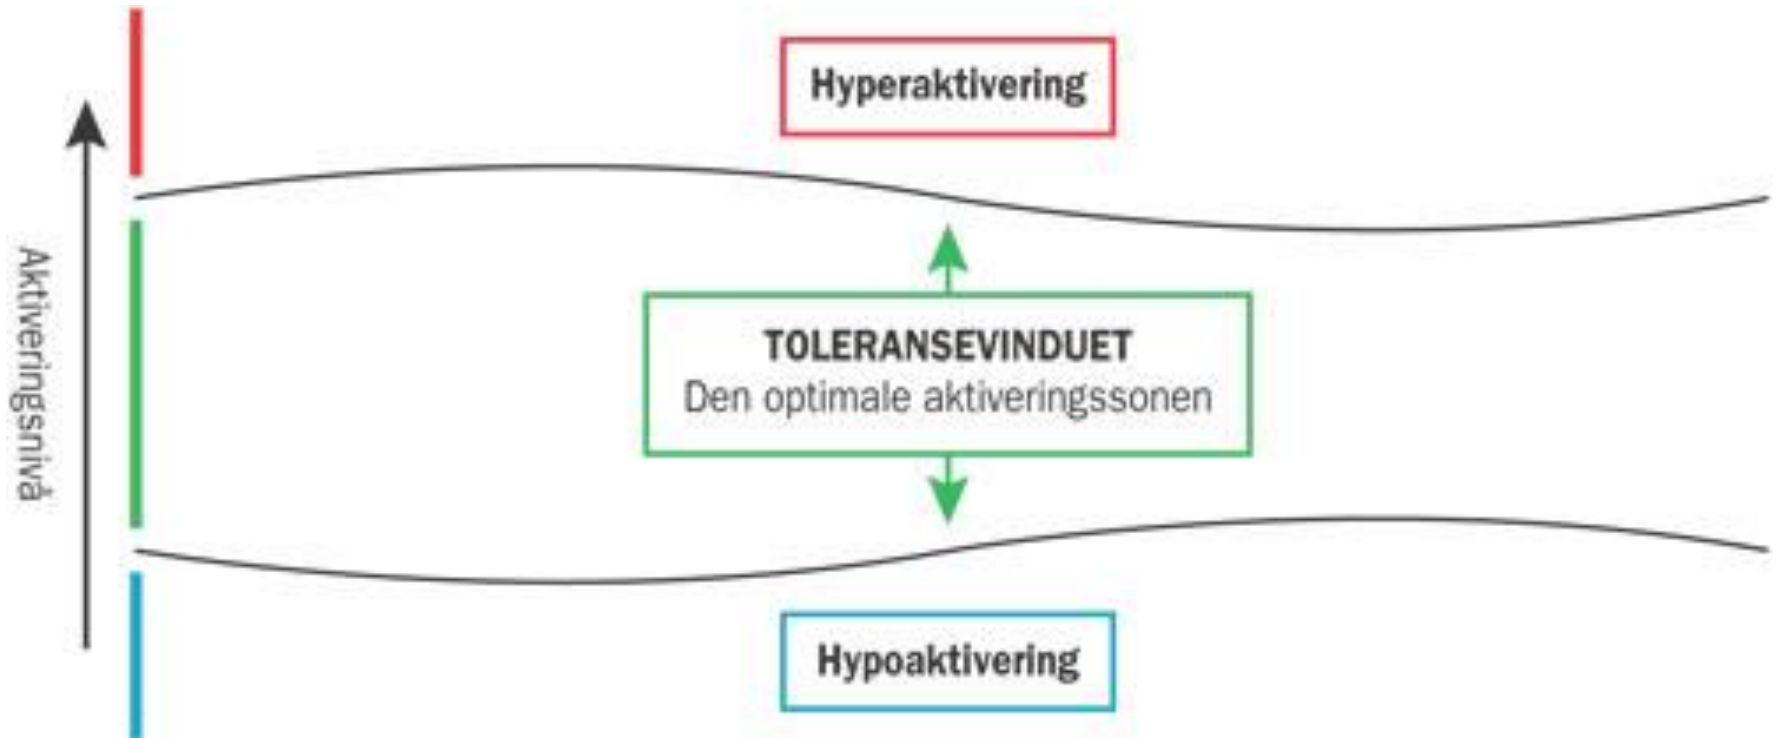 Hyperaktivering
Aktiveringsnivå
TOLERANSEVINDUET
Den optimale aktiveringssonen
Hypoaktivering